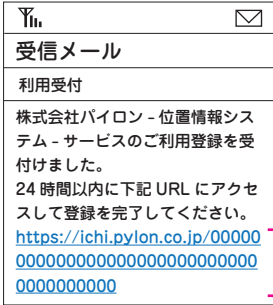 受信メール
利用受付
株式会社パイロン - 位置情報シス
テム - サービスのご利用登録を受
付けました。
24 時間以内に下記 URL にアクセ
スして登録を完了してください。
https://ichi.pylon.co.jp/00000
000000000000000000000000
0000000000